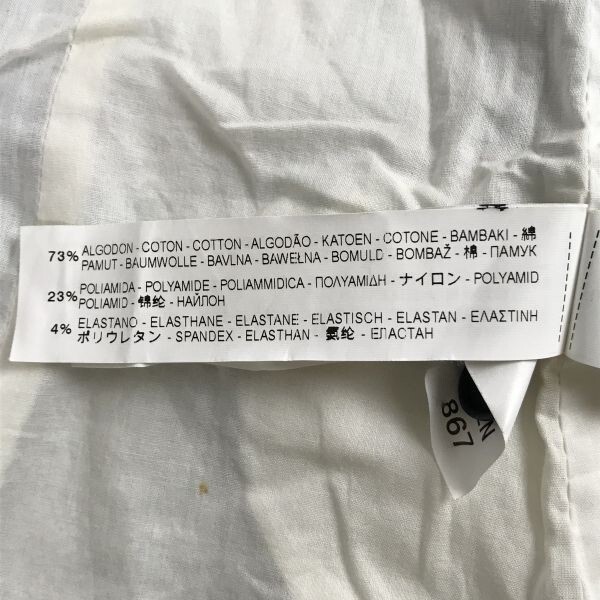 73% ALGODON - COTON - COTTON - ALGODÃO - KATOEN - COTONE - BAMBAKI - 綿
PAMUT - BAUMWOLLE - BAVLNA - BAWEŁNA - BOMULD - BOMBAŽ - 棉 - ПАМУК
23% POLIAMIDA - POLYAMIDE - POLIAMMIDICA - ΠΟΛΥΑΜΙΔΗ - ナイロン - POLYAMID
POLIAMID - 锦纶 - НАЙЛОН
4% ELASTANO - ELASTHANE - ELASTANE - ELASTISCH - ELASTAN - ΕΛΑΣΤΙΝΗ
ポリウレタン - SPANDEX - ELASTHAN - 氨纶 - ЕЛАСТАН
867